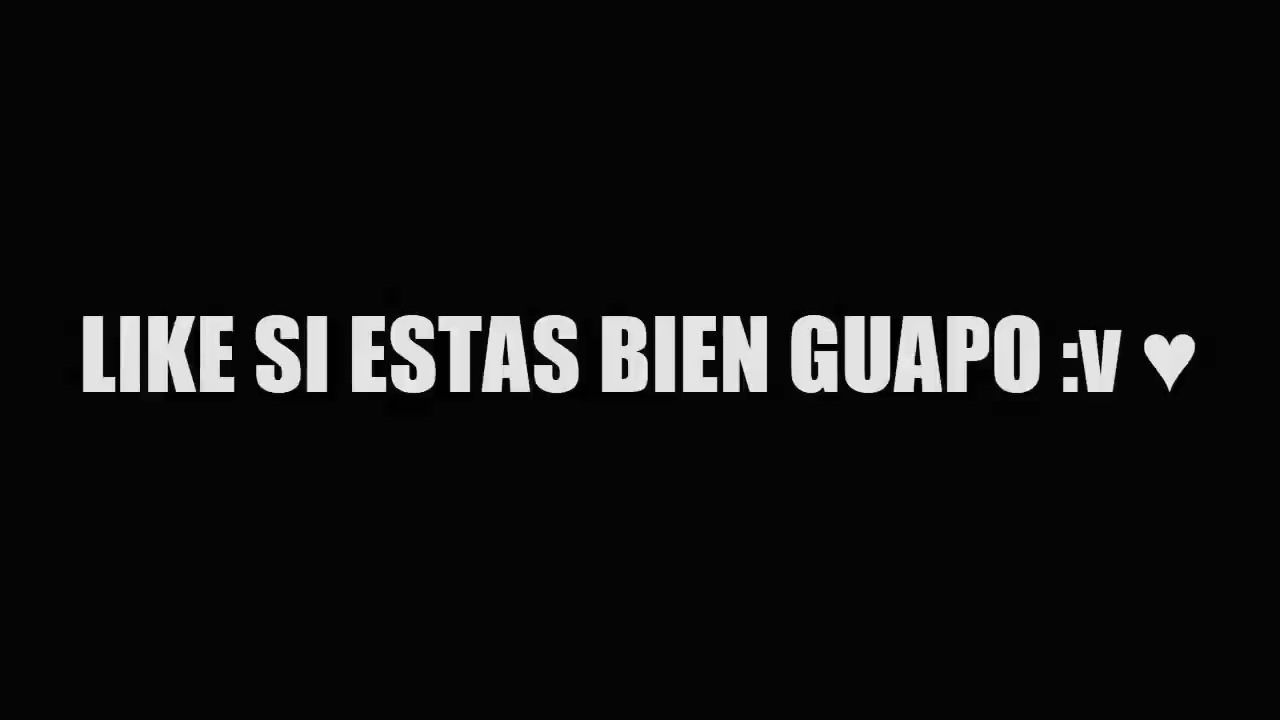 LIKE SI ESTAS BIEN GUAPO :v ♥